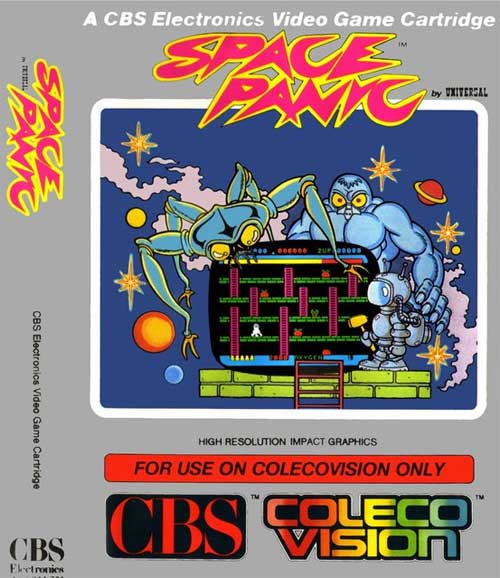 A CBS Electronics Video Game Cartridge
SPACE
PANIC
TM
by UNIVERSAL
2UP
OXYGEN
HIGH RESOLUTION IMPACT GRAPHICS
FOR USE ON COLECOVISION ONLY
CBS
TM
COLECO
VISION
TM
SPACE
PANIC
CBS Electronics Video Game Cartridge
CBS
Electronics